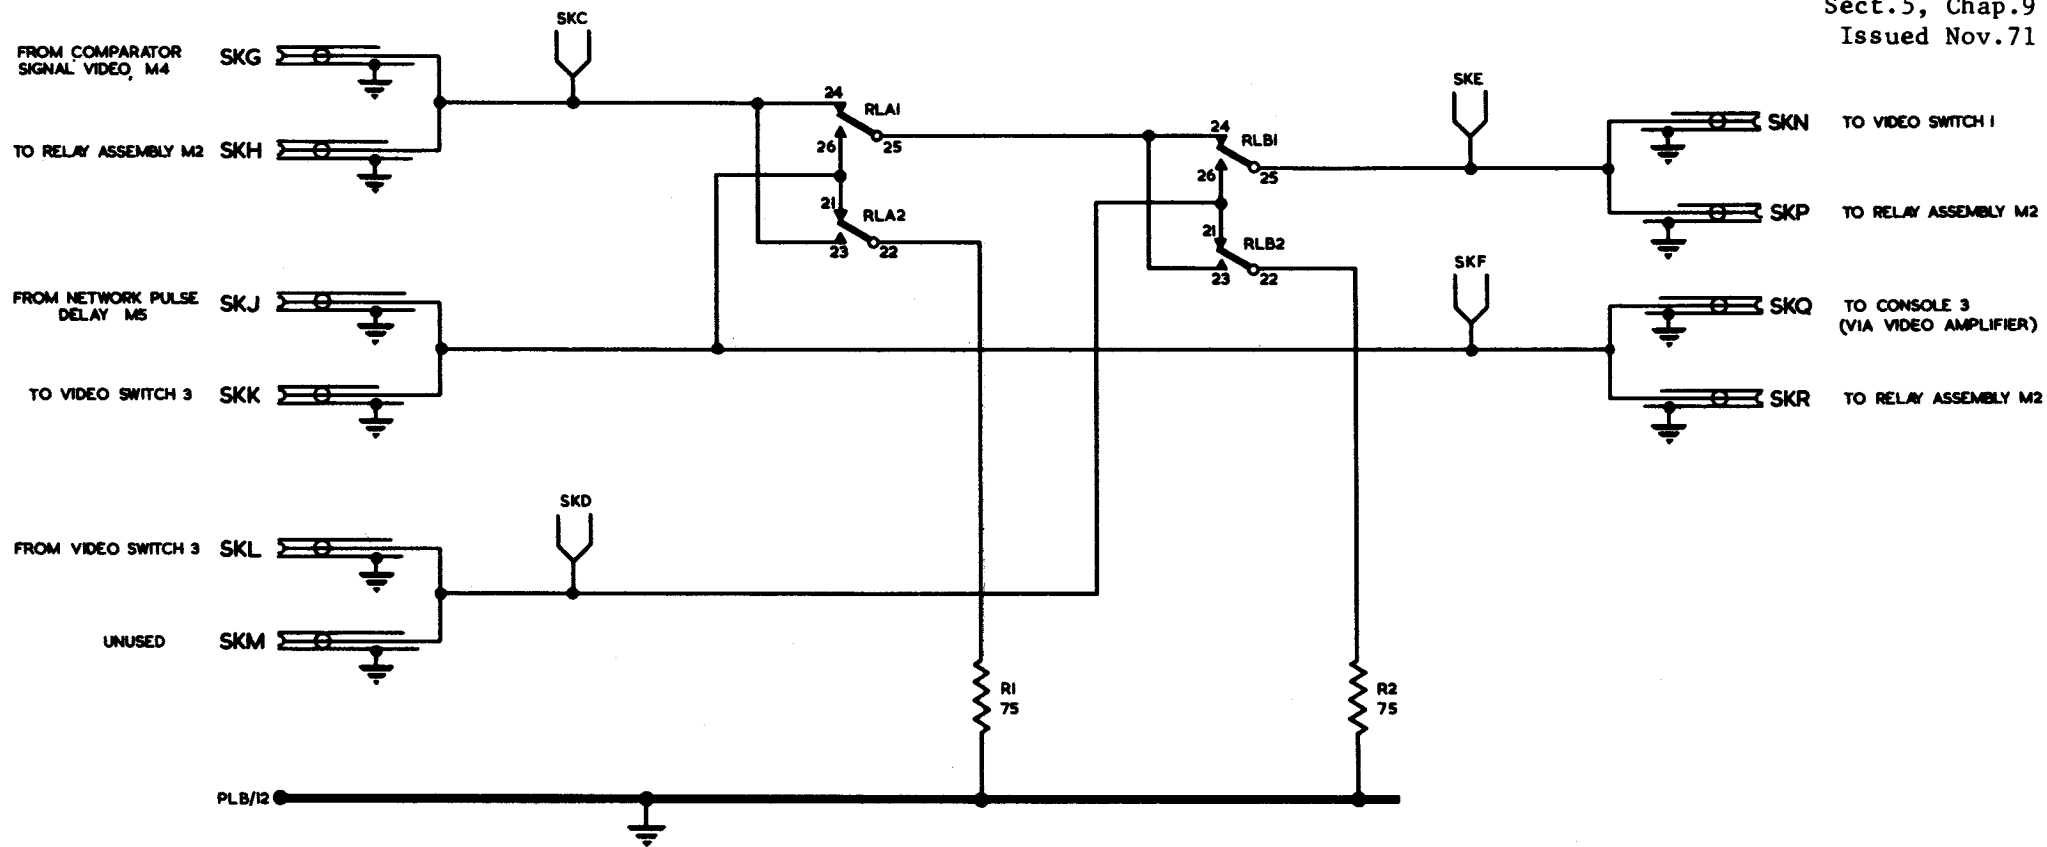 Sect.5, Chap.9
Issued Nov.71
SKC
FROM COMPARATOR
SIGNAL VIDEO, M4
SKG
TO RELAY ASSEMBLY M2
SKH
24
RLA1
26
25
21
RLA2
23
22
SKE
24
RLB1
26
25
21
RLB2
23
22
SKN
TO VIDEO SWITCH 1
SKP
TO RELAY ASSEMBLY M2
SKF
FROM NETWORK PULSE
DELAY M5
SKJ
SKQ
TO CONSOLE 3
(VIA VIDEO AMPLIFIER)
TO VIDEO SWITCH 3
SKK
SKR
TO RELAY ASSEMBLY M2
SKD
FROM VIDEO SWITCH 3
SKL
UNUSED
SKM
R1
75
R2
75
PLB/12